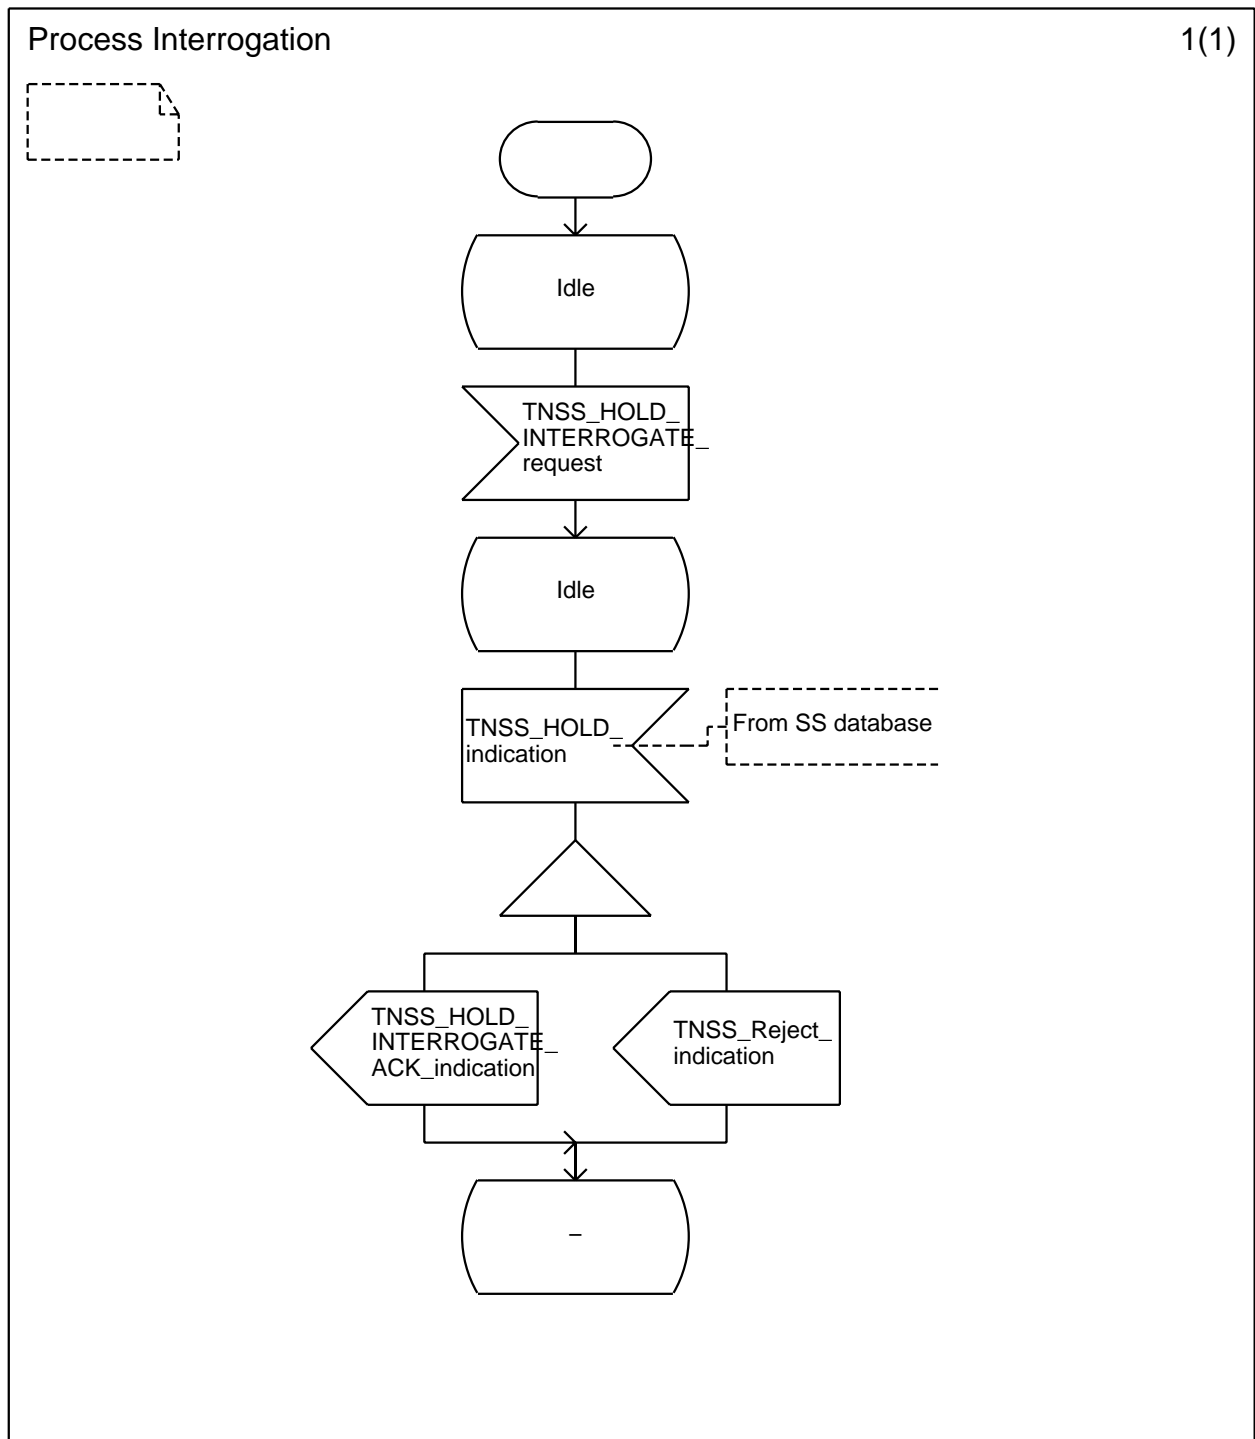 Process Interrogation
1(1)
Idle
TNSS_HOLD_
INTERROGATE_
request
Idle
TNSS_HOLD_
indication
From SS database
TNSS_HOLD_
INTERROGATE_
ACK_indication
TNSS_Reject_
indication
–